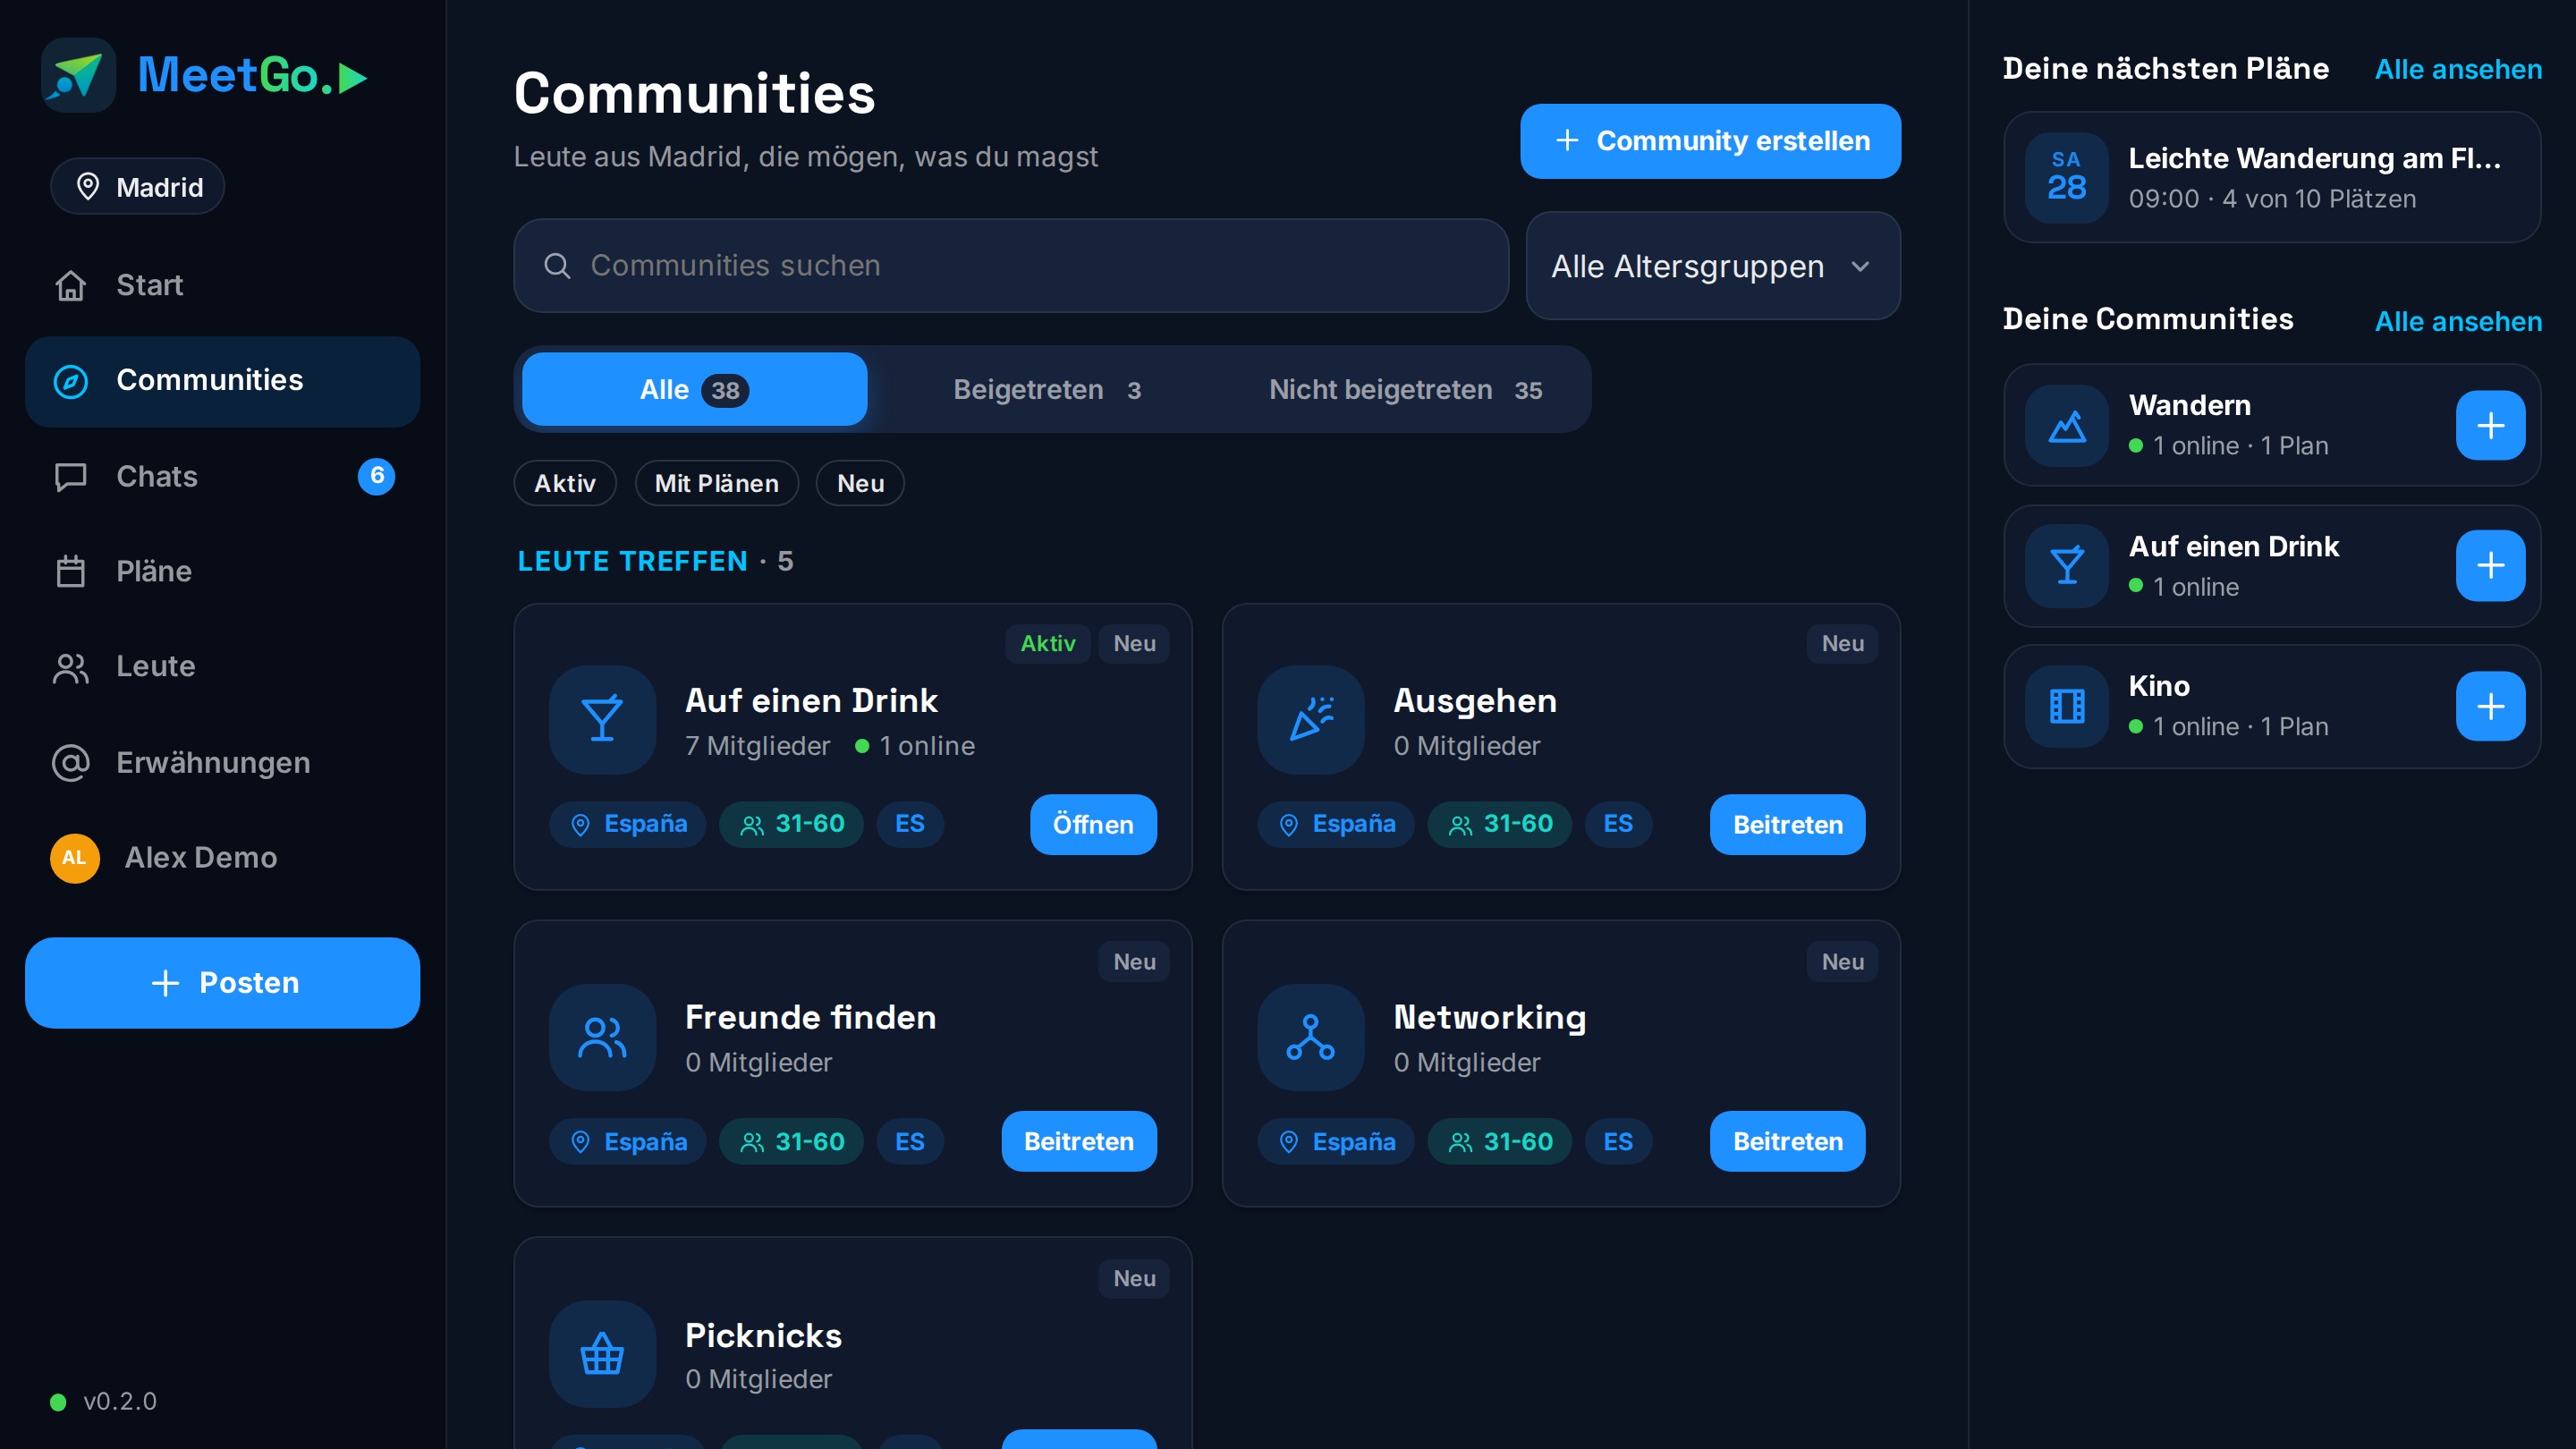 MeetGo.
Madrid
Start
Communities
Chats 6
Pläne
Leute
Erwähnungen
AL Alex Demo
Posten
v0.2.0
Communities
Leute aus Madrid, die mögen, was du magst
Community erstellen
Communities suchen
Alle Altersgruppen
Alle 38 Beigetreten 3 Nicht beigetreten 35
Aktiv Mit Plänen Neu
LEUTE TREFFEN · 5
Aktiv Neu
Auf einen Drink
7 Mitglieder 1 online
España 31-60 ES Öffnen
Neu
Ausgehen
0 Mitglieder
España 31-60 ES Beitreten
Neu
Freunde finden
0 Mitglieder
España 31-60 ES Beitreten
Neu
Networking
0 Mitglieder
España 31-60 ES Beitreten
Neu
Picknicks
0 Mitglieder
Deine nächsten Pläne Alle ansehen
SA
28
Leichte Wanderung am Fl...
09:00 · 4 von 10 Plätzen
Deine Communities Alle ansehen
Wandern
1 online · 1 Plan
Auf einen Drink
1 online
Kino
1 online · 1 Plan